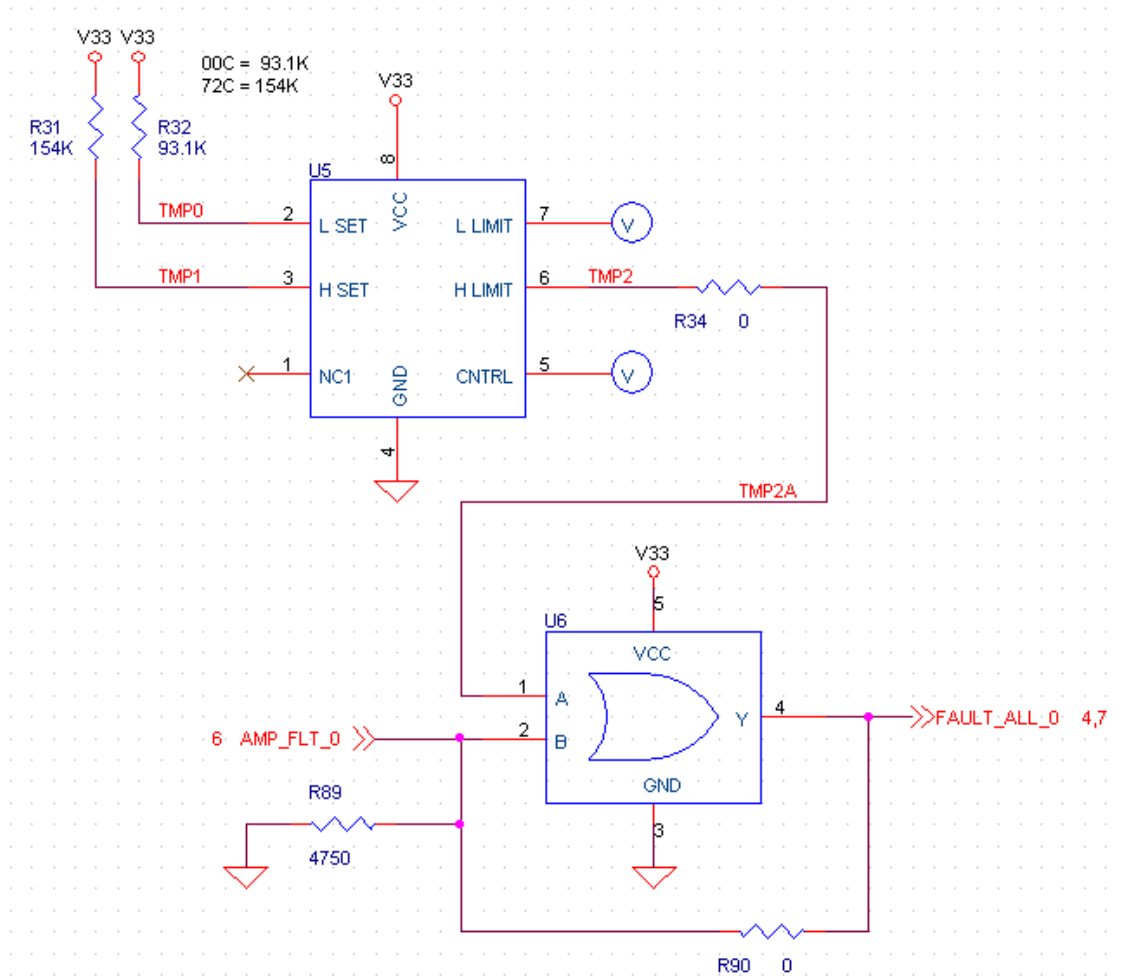 V33 V33
00C = 93.1K
72C = 154K
V33
R31
154K
R32
93.1K
8
U5
TMP0
2
L SET
VCC
L LIMIT
7
V
TMP1
3
H SET
H LIMIT
6
TMP2
R34 0
1
NC1
GND
CNTRL
5
V
4
TMP2A
V33
5
U6
VCC
1
A
6 AMP_FLT_0
2
B
Y
4
FAULT_ALL_0 4,7
GND
R89
4750
3
R90 0